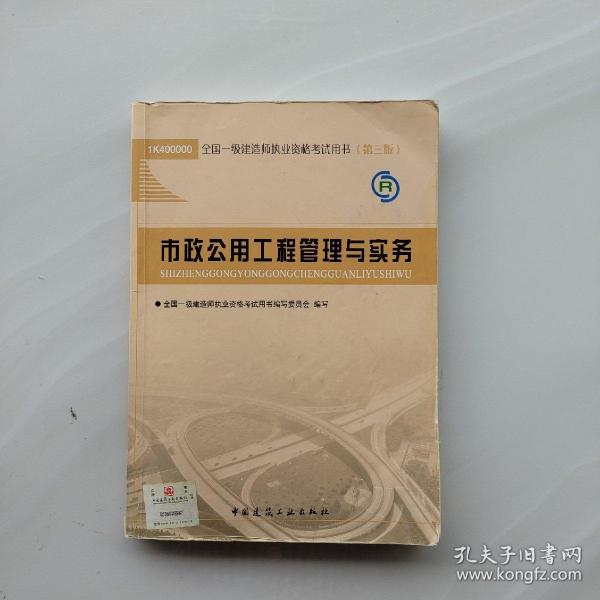 1K400000 全国一级建造师执业资格考试用书（第三版）
R
市政公用工程管理与实务
SHIZHENGGONGYONGGONGCHENGGUANLIYUSHIWU
●全国一级建造师执业资格考试用书编写委员会 编写
中国建筑工业出版社
孔夫子旧书网
www.kongfz.com